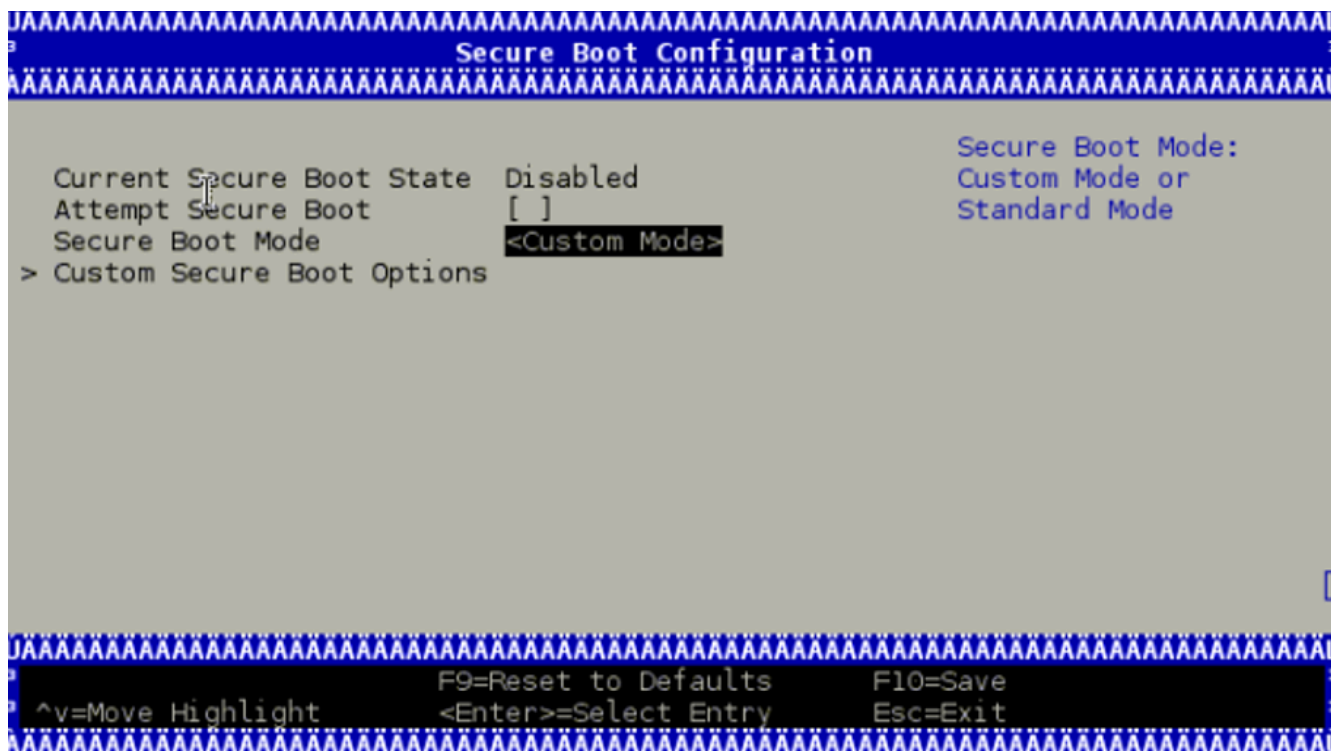 Secure Boot Configuration
Secure Boot Mode:
Current Secure Boot State Disabled
Custom Mode or
Attempt Secure Boot [ ]
Standard Mode
Secure Boot Mode <Custom Mode>
> Custom Secure Boot Options
F9=Reset to Defaults F10=Save
^v=Move Highlight <Enter>=Select Entry Esc=Exit